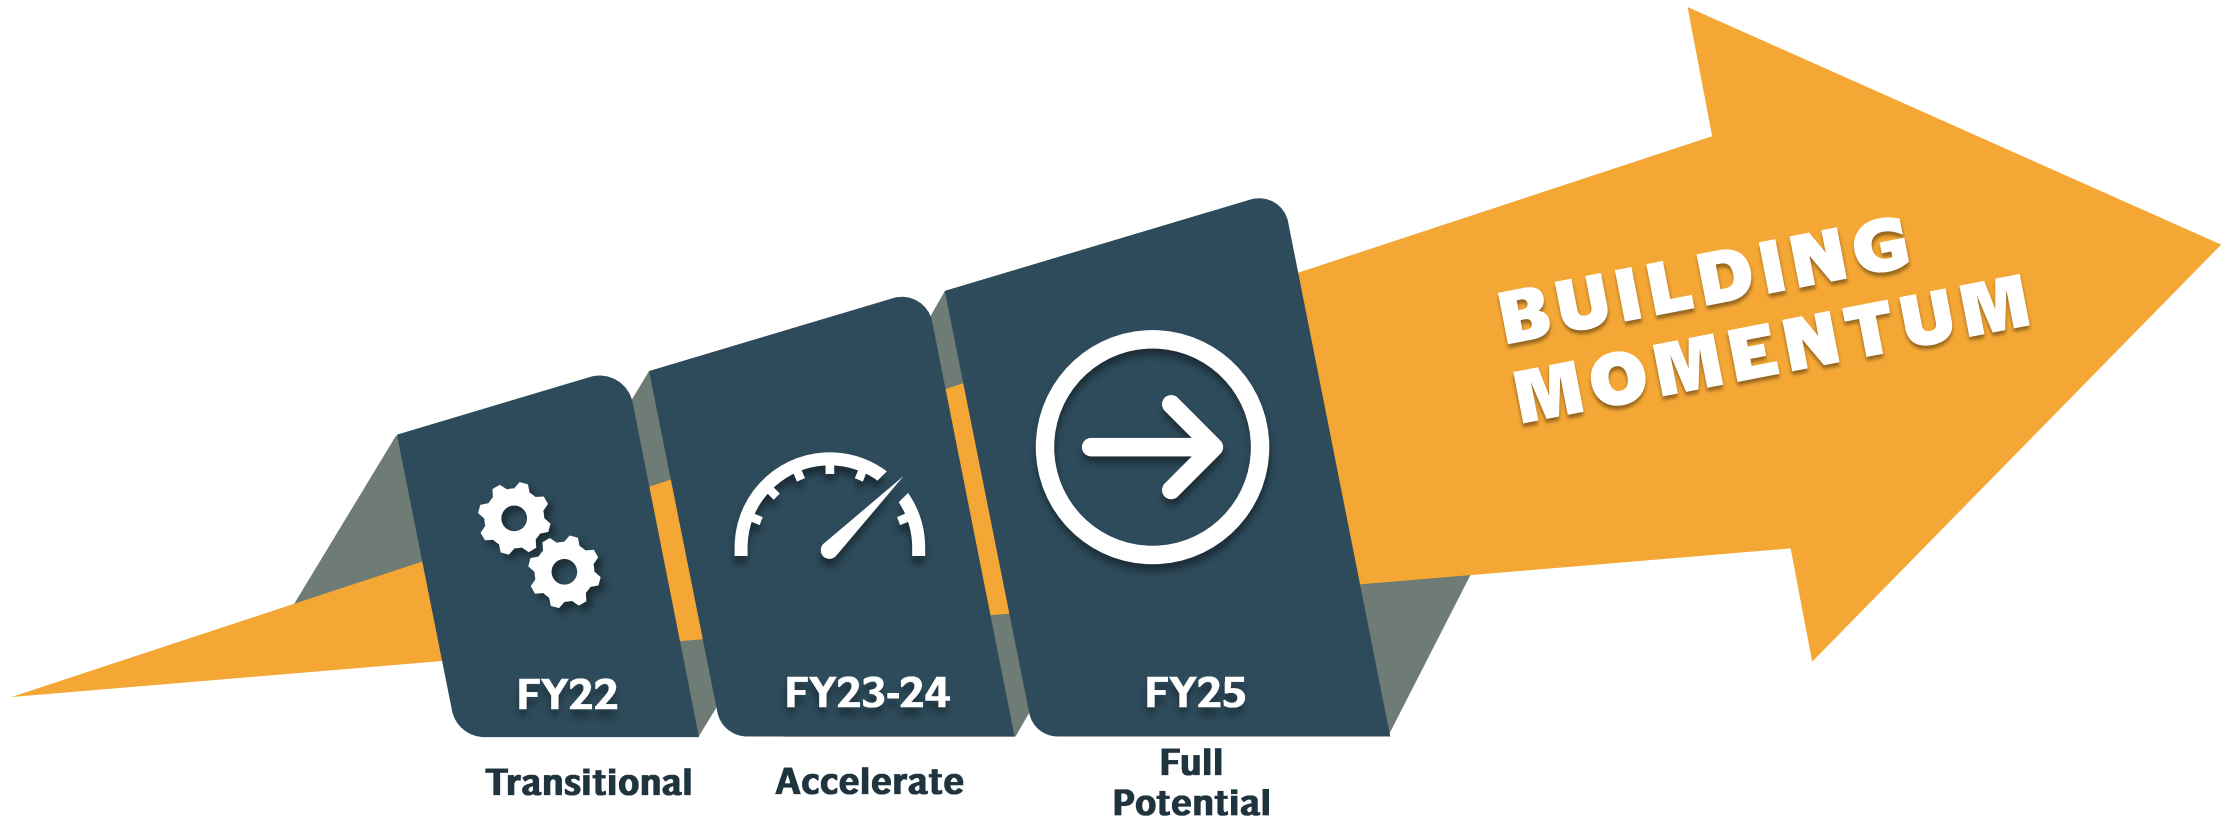 BUILDING
MOMENTUM
FY22
FY23-24
FY25
Transitional
Accelerate
Full
Potential